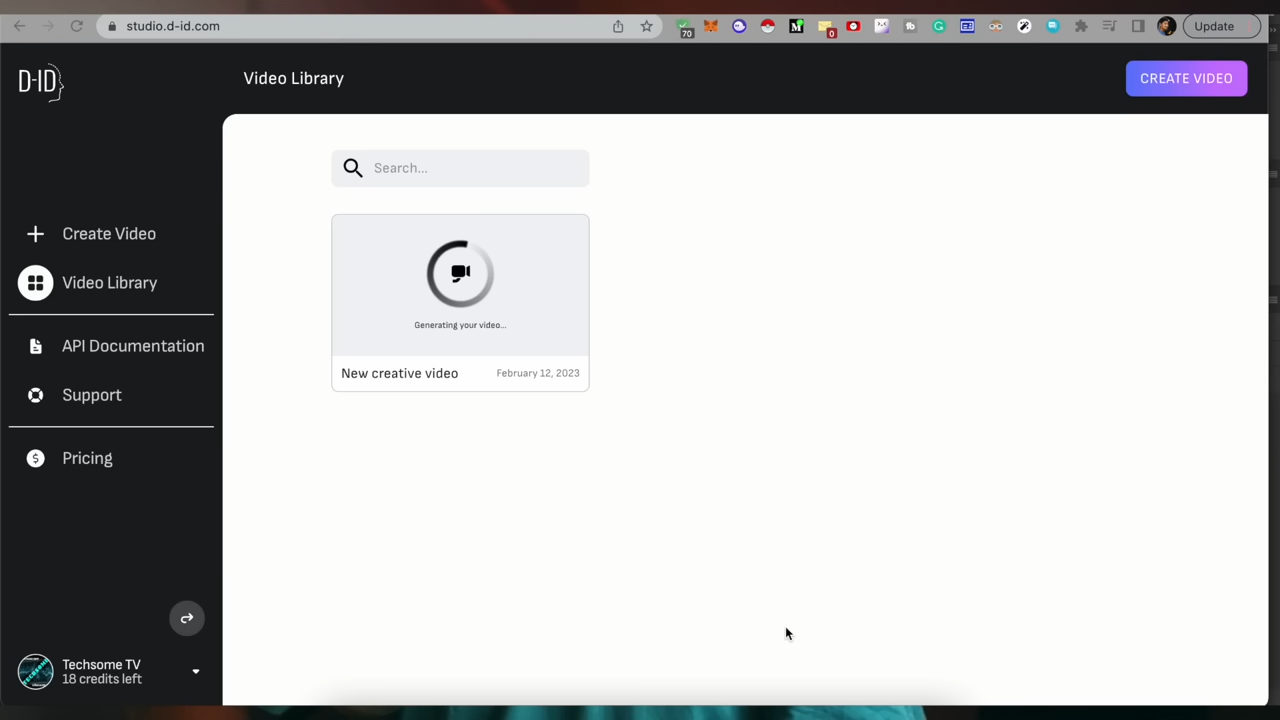 studio.d-id.com
70
0
Update
D-ID
Video Library
CREATE VIDEO
Search...
Create Video
Video Library
Generating your video...
New creative video
February 12, 2023
API Documentation
Support
Pricing
Techsome TV
18 credits left